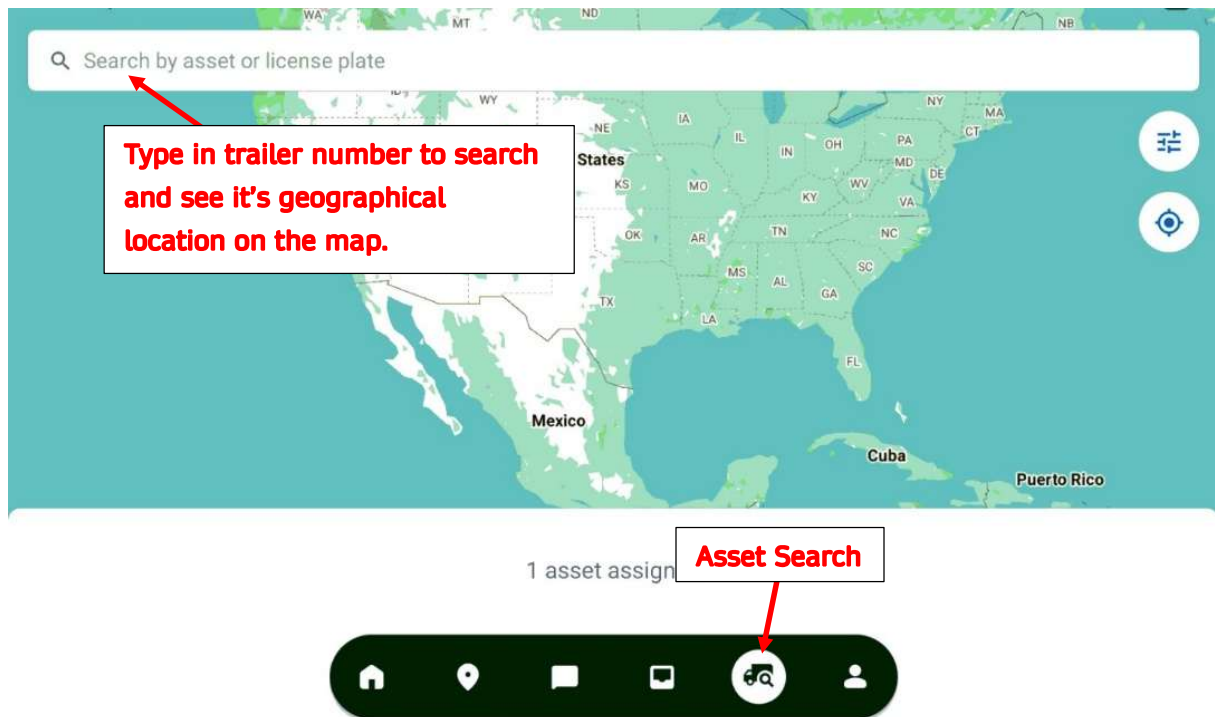 WA
MT
ND
NB
Search by asset or license plate
ID
WY
NY
MA
NE
IA
IL
IN
OH
PA
CT
Type in trailer number to search
and see it's geographical
location on the map.
States
MD
DE
KS
MO
WV
KY
VA
OK
AR
TN
NC
MS
AL
SC
GA
TX
LA
FL
Mexico
Cuba
Puerto Rico
1 asset assign
Asset Search